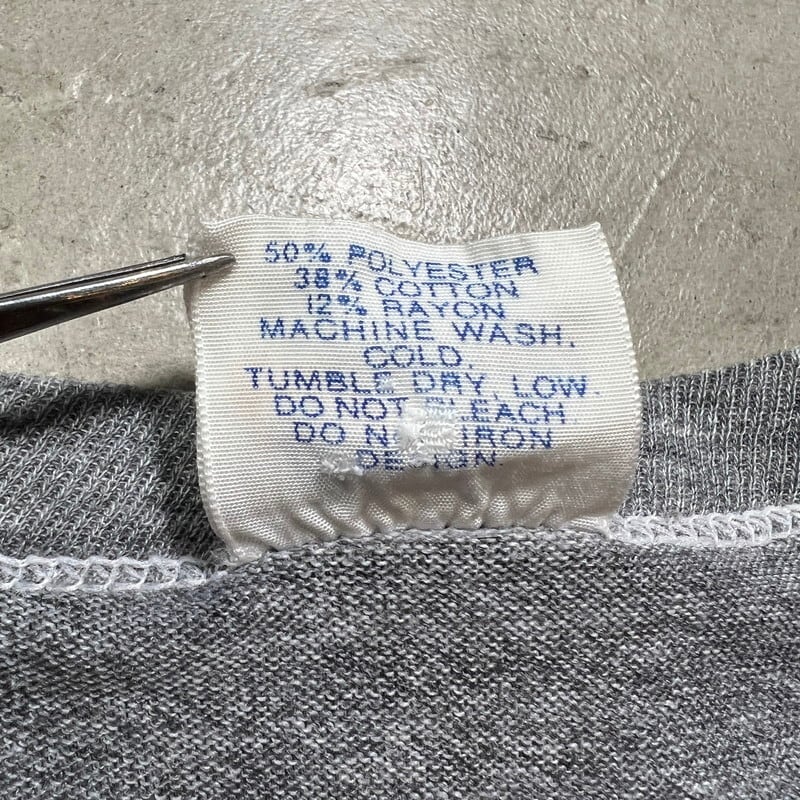 50% POLYESTER
38% COTTON
12% RAYON
MACHINE WASH.
COLD.
TUMBLE DRY, LOW.
DO NOT BLEACH.
DO NOT IRON
DESIGN.